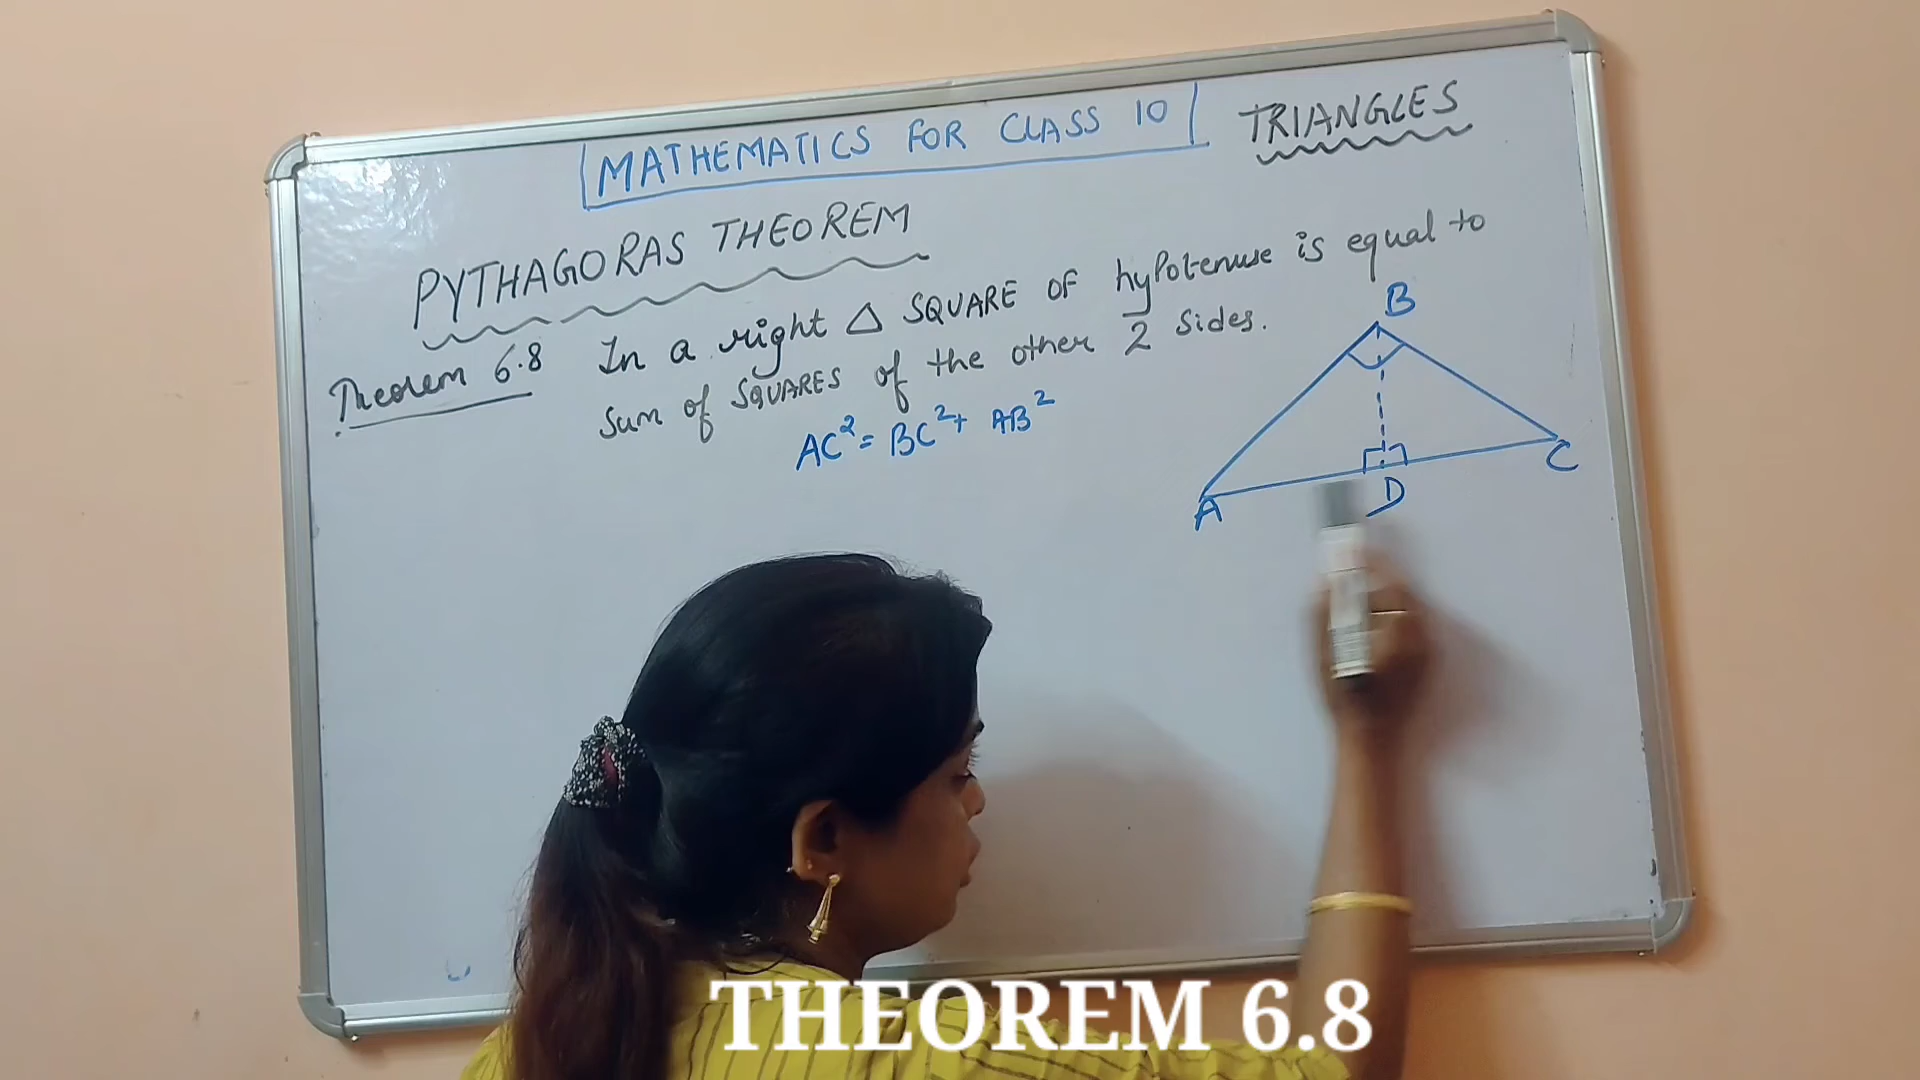 MATHEMATICS FOR CLASS 10
TRIANGLES
PYTHAGORAS THEOREM
Theorem 6.8 In a right △ SQUARE OF hypotenuse is equal to
sum of SQUARES of the other 2 sides.
AC² = BC² + AB²
B
A
D
C
THEOREM 6.8